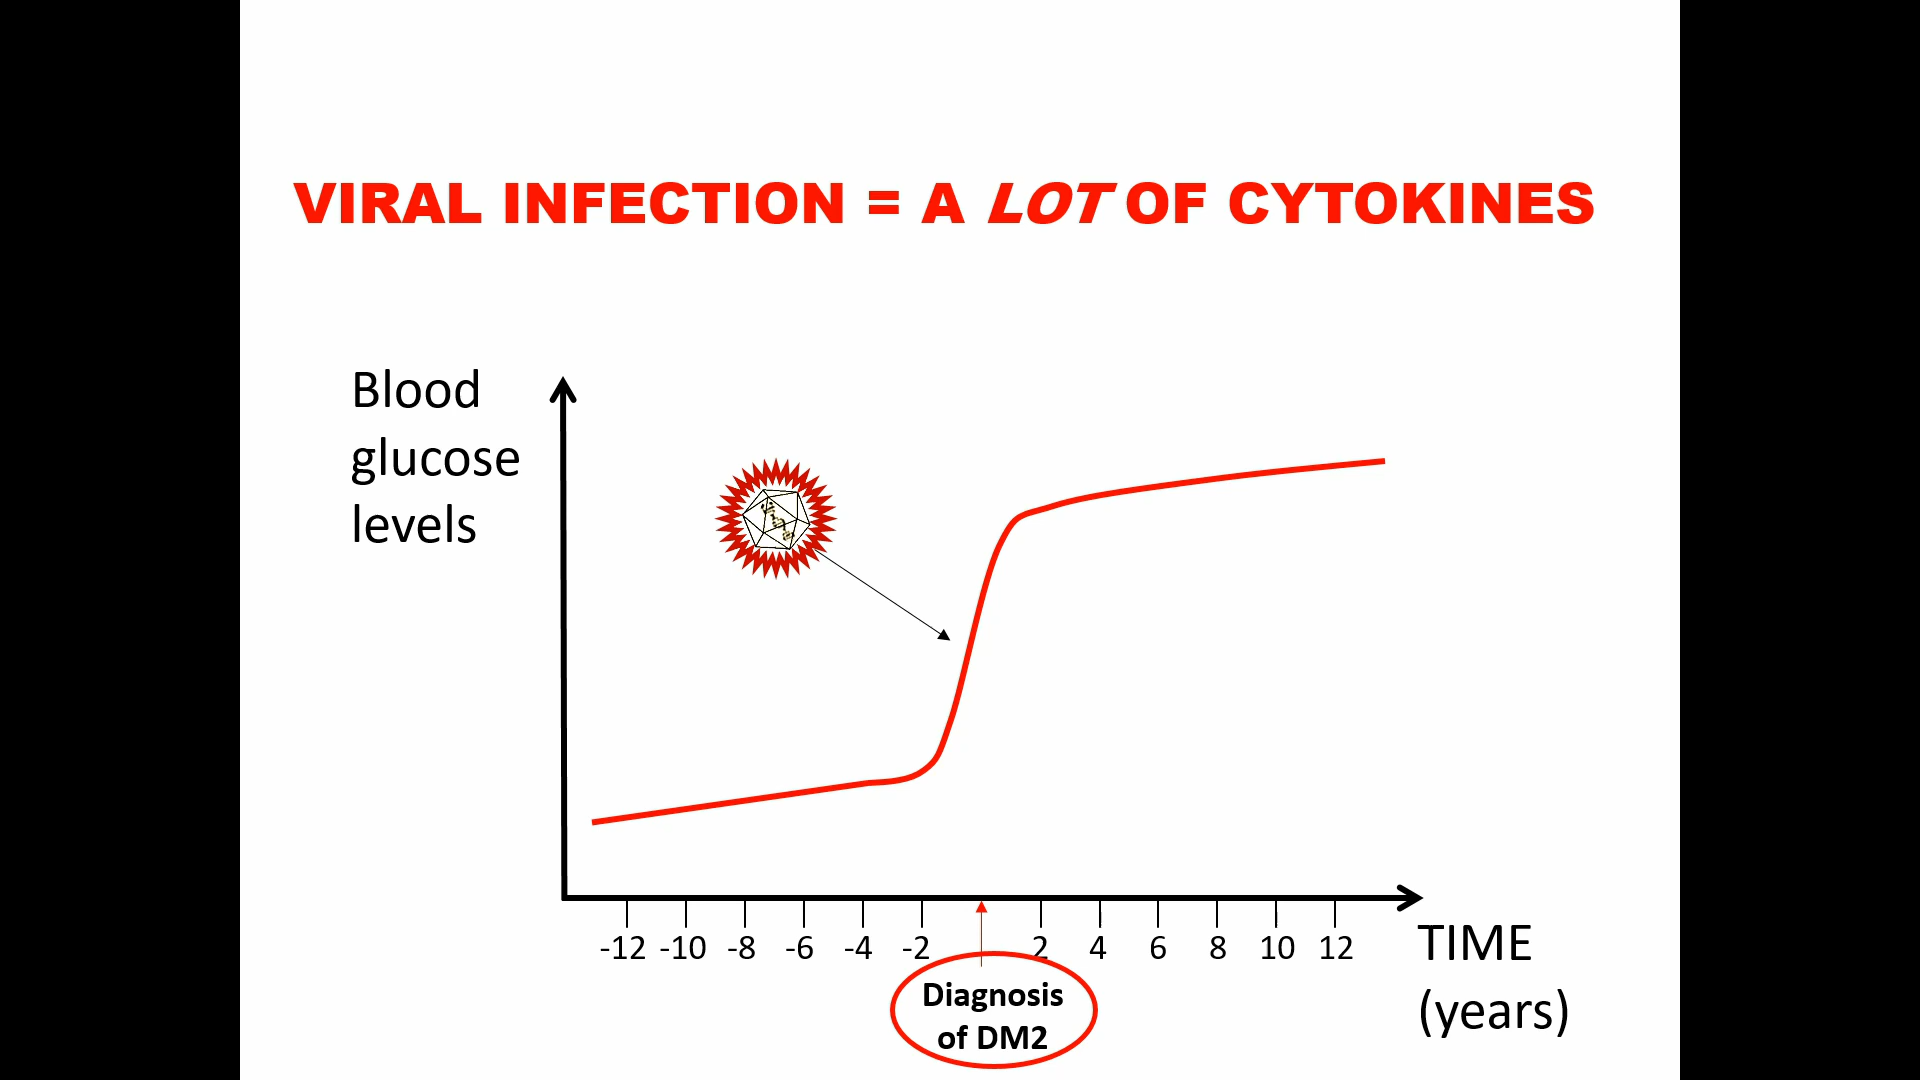 VIRAL INFECTION = A LOT OF CYTOKINES
Blood
glucose
levels
-12 -10 -8 -6 -4 -2 2 4 6 8 10 12
TIME
(years)
Diagnosis
of DM2